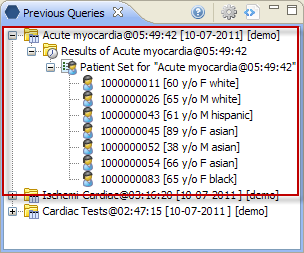 Previous Queries
Acute myocardia@05:49:42 [10-07-2011] [demo]
Results of Acute myocardia@05:49:42
Patient Set for "Acute myocardia@05:49:42"
1000000011 [60 y/o F white]
1000000026 [65 y/o M white]
1000000043 [61 y/o M hispanic]
1000000045 [89 y/o F asian]
1000000052 [38 y/o M asian]
1000000054 [66 y/o F asian]
1000000083 [65 y/o F black]
Ischemi Cardiac@03:16:20 [10-07-2011 ] [demo]
Cardiac Tests@02:47:15 [10-07-2011 ] [demo]